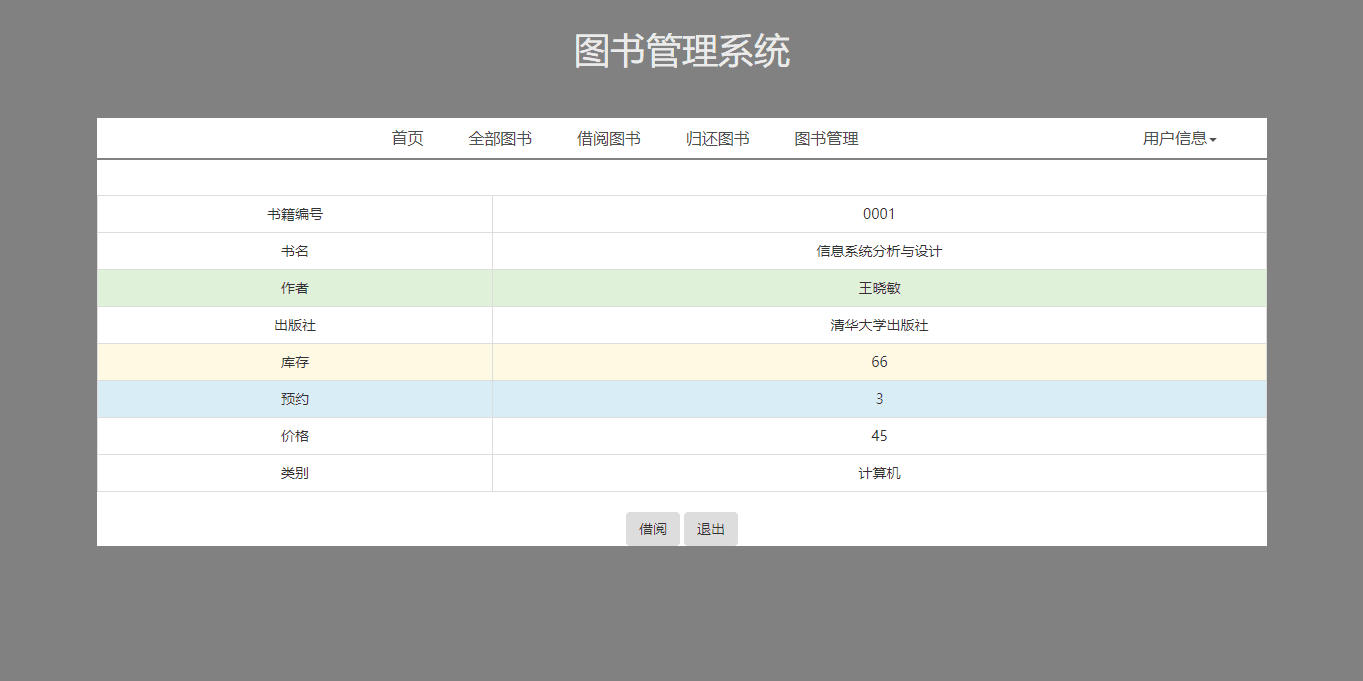 图书管理系统
首页 全部图书 借阅图书 归还图书 图书管理 用户信息
书籍编号 0001
书名 信息系统分析与设计
作者 王晓敏
出版社 清华大学出版社
库存 66
预约 3
价格 45
类别 计算机
借阅 退出